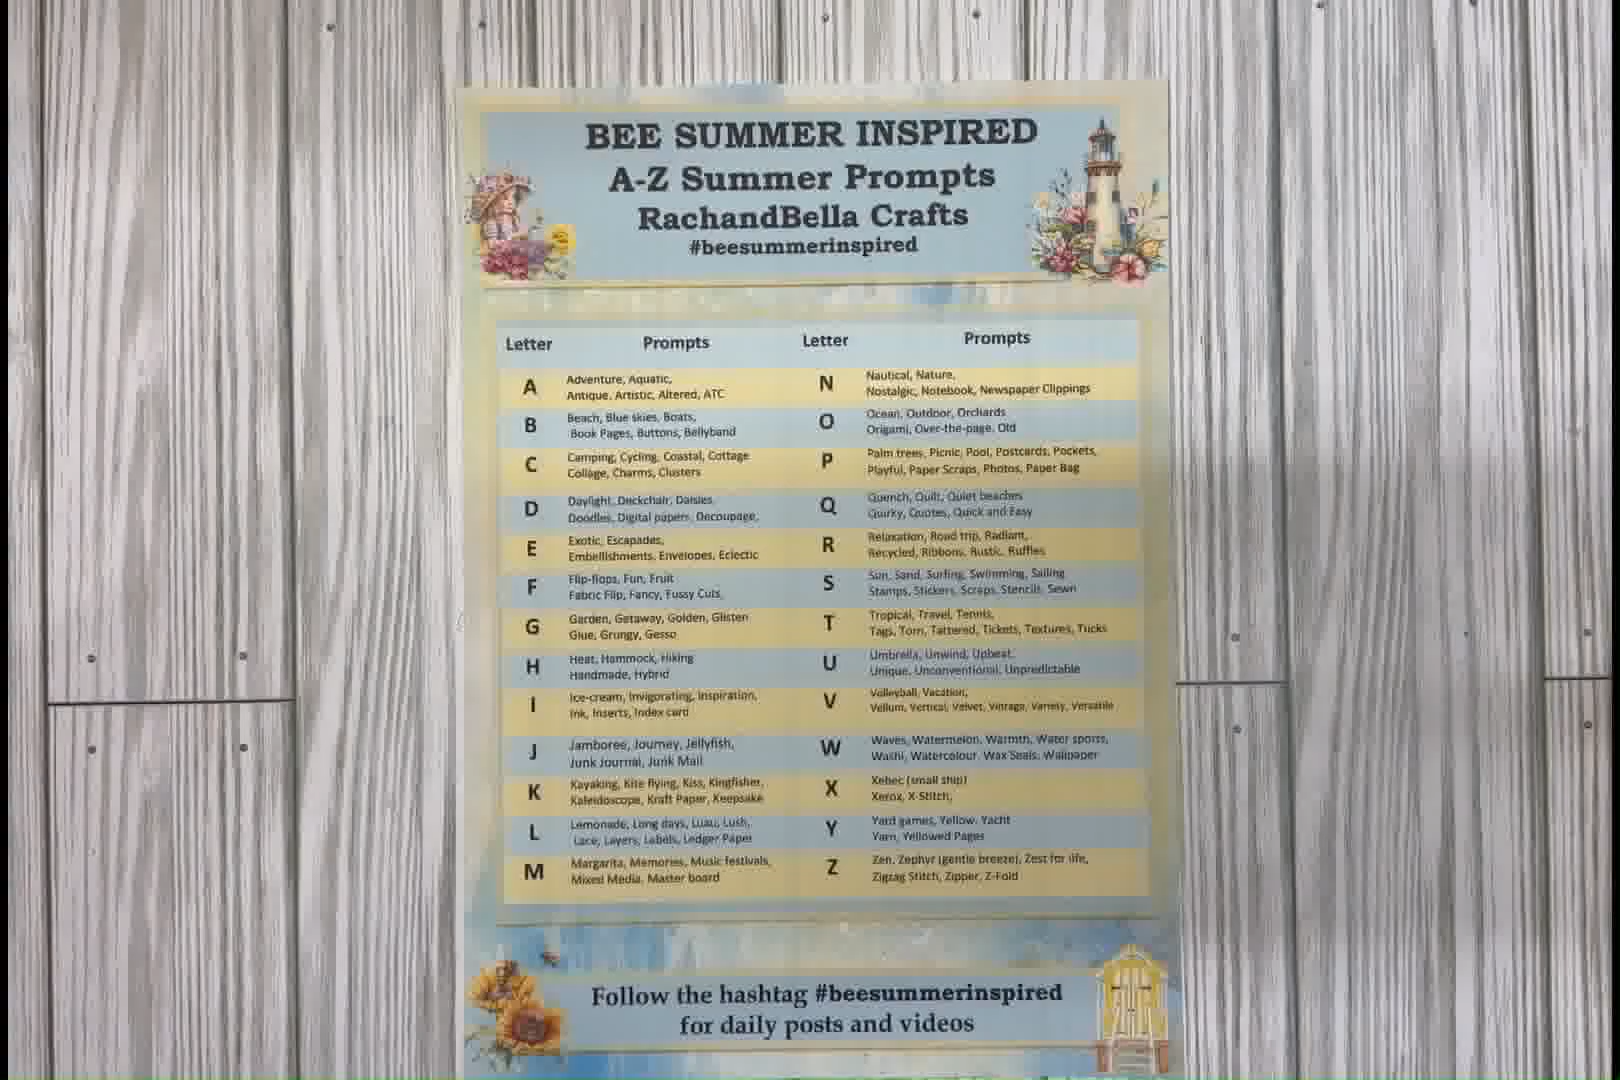 BEE SUMMER INSPIRED
A-Z Summer Prompts
RachandBella Crafts
#beesummerinspired
Letter Prompts Letter Prompts
A Adventure, Aquatic,
Antique, Artistic, Altered, ATC
B Beach, Blue skies, Boats,
Book Pages, Buttons, Bellyband
C Camping, Cycling, Coastal, Cottage
Collage, Charms, Clusters
D Daylight, Deckchair, Daisies,
Doodles, Digital papers, Decoupage,
E Exotic, Escapades,
Embellishments, Envelopes, Eclectic
F Flip-flops, Fun, Fruit
Fabric Flip, Fancy, Fussy Cuts,
G Garden, Getaway, Golden, Glisten
Glue, Grungy, Gesso
H Heat, Hammock, Hiking
Handmade, Hybrid
I Ice-cream, Invigorating, Inspiration,
Ink, Inserts, Index card
J Jamboree, Journey, Jellyfish,
Junk Journal, Junk Mail
K Kayaking, Kite flying, Kiss, Kingfisher,
Kaleidoscope, Kraft Paper, Keepsake
L Lemonade, Long days, Luau, Lush,
Lace, Layers, Labels, Ledger Paper
M Margarita, Memories, Music festivals,
Mixed Media, Master board
N Nautical, Nature,
Nostalgic, Notebook, Newspaper Clippings
O Ocean, Outdoor, Orchards
Origami, Over-the-page, Old
P Palm trees, Picnic, Pool, Postcards, Pockets,
Playful, Paper Scraps, Photos, Paper Bag
Q Quench, Quilt, Quiet beaches
Quirky, Quotes, Quick and Easy
R Relaxation, Road trip, Radiant,
Recycled, Ribbons, Rustic, Ruffles
S Sun, Sand, Surfing, Swimming, Sailing
Stamps, Stickers, Scraps, Stencils, Sewn
T Tropical, Travel, Tennis,
Tags, Torn, Tattered, Tickets, Textures, Tucks
U Umbrella, Unwind, Upbeat,
Unique, Unconventional, Unpredictable
V Volleyball, Vacation,
Vellum, Vertical, Velvet, Vintage, Variety, Versatile
W Waves, Watermelon, Warmth, Water sports,
Washi, Watercolour, Wax Seals, Wallpaper
X Xebec (small ship)
Xerox, X-Stitch,
Y Yard games, Yellow, Yacht
Yarn, Yellowed Pages
Z Zen, Zephyr (gentle breeze), Zest for life,
Zigzag Stitch, Zipper, Z-Fold
Follow the hashtag #beesummerinspired
for daily posts and videos